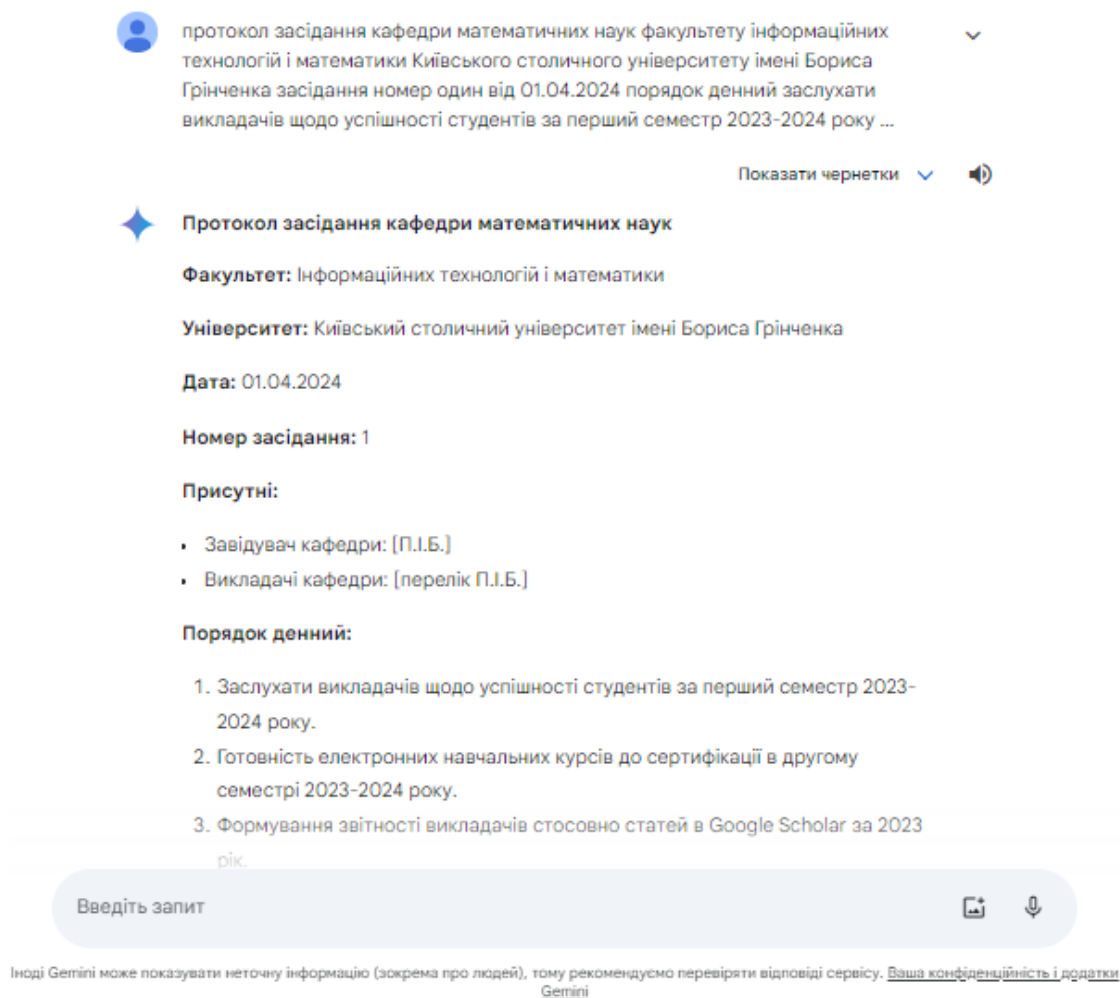 протокол засідання кафедри математичних наук факультету інформаційних
технологій і математики Київського столичного університету імені Бориса
Грінченка засідання номер один від 01.04.2024 порядок денний заслухати
викладачів щодо успішності студентів за перший семестр 2023-2024 року ...
Показати чернетки
Протокол засідання кафедри математичних наук
Факультет: Інформаційних технологій і математики
Університет: Київський столичний університет імені Бориса Грінченка
Дата: 01.04.2024
Номер засідання: 1
Присутні:
• Завідувач кафедри: [П.І.Б.]
• Викладачі кафедри: [перелік П.І.Б.]
Порядок денний:
1. Заслухати викладачів щодо успішності студентів за перший семестр 2023-
2024 року.
2. Готовність електронних навчальних курсів до сертифікації в другому
семестрі 2023-2024 року.
3. Формування звітності викладачів стосовно статей в Google Scholar за 2023
рік.
Введіть запит
Іноді Gemini може показувати неточну інформацію (зокрема про людей), тому рекомендуємо перевіряти відповіді сервісу. Ваша конфіденційність і додатки
Gemini